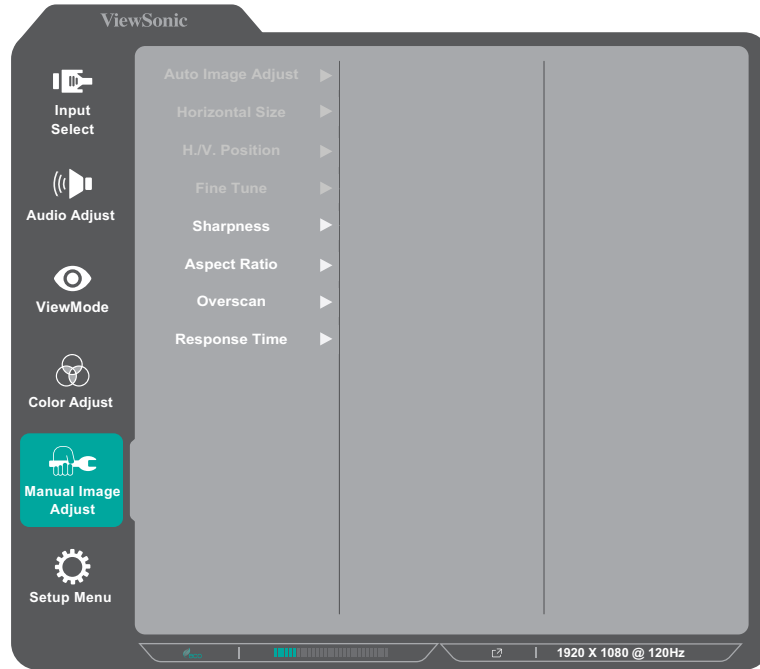 ViewSonic
Input
Select
Audio Adjust
ViewMode
Color Adjust
Manual Image
Adjust
Setup Menu
Auto Image Adjust
Horizontal Size
H./V. Position
Fine Tune
Sharpness
Aspect Ratio
Overscan
Response Time
1920 X 1080 @ 120Hz